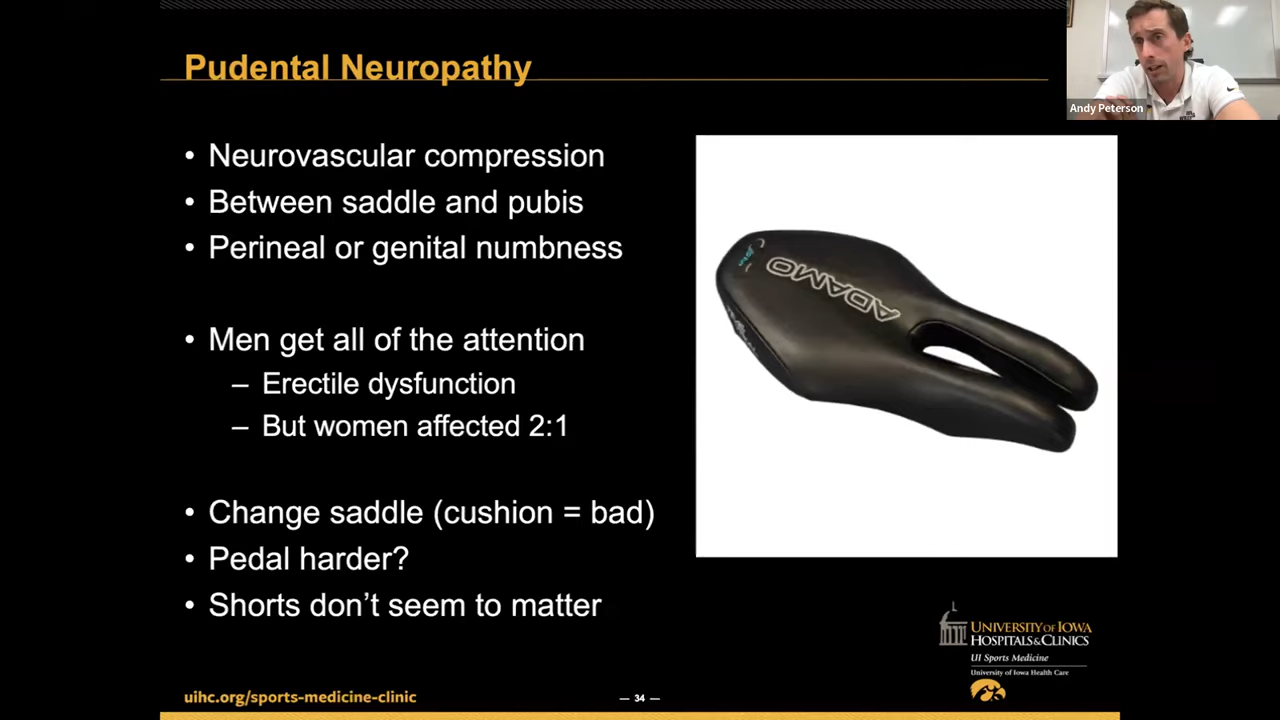 Pudental Neuropathy
Andy Peterson
• Neurovascular compression
• Between saddle and pubis
• Perineal or genital numbness
• Men get all of the attention
– Erectile dysfunction
– But women affected 2:1
• Change saddle (cushion = bad)
• Pedal harder?
• Shorts don't seem to matter
ADAMO
UNIVERSITY OF IOWA
HOSPITALS & CLINICS
UI Sports Medicine
University of Iowa Health Care
uihc.org/sports-medicine-clinic
— 34 —